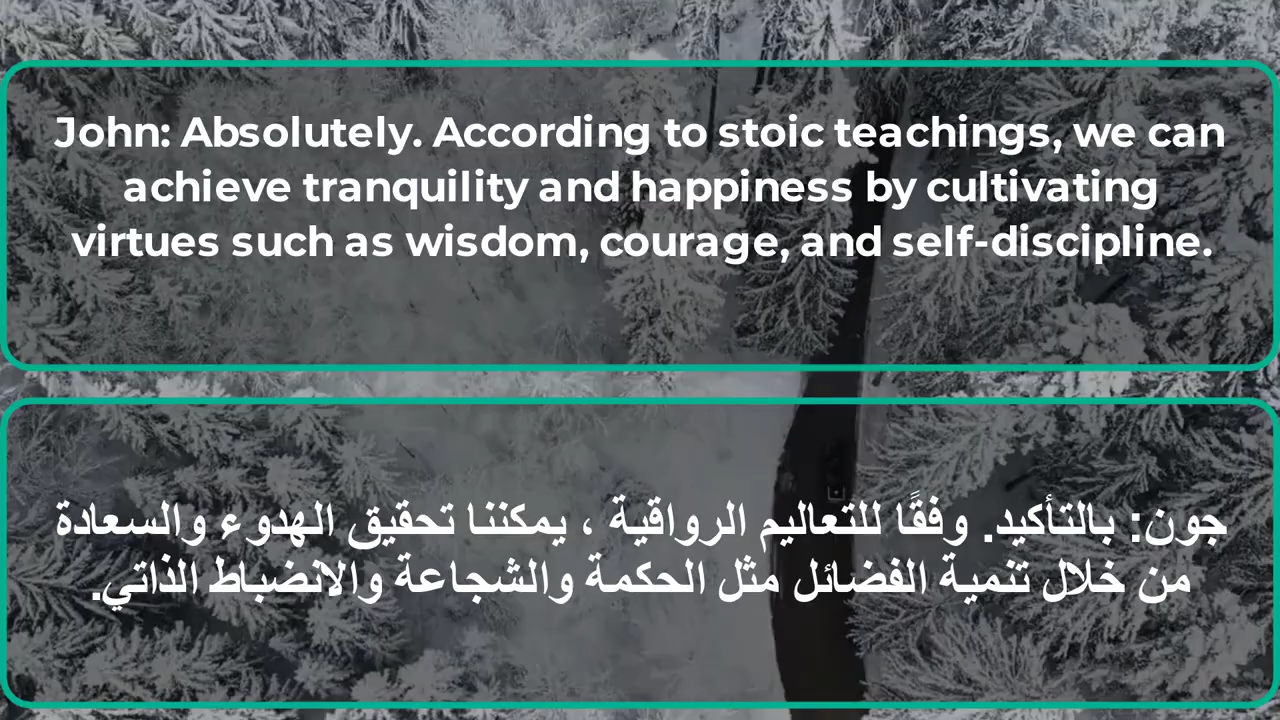 John: Absolutely. According to stoic teachings, we can
achieve tranquility and happiness by cultivating
virtues such as wisdom, courage, and self-discipline.
جون: بالتأكيد. وفقًا للتعاليم الرواقية ، يمكننا تحقيق الهدوء والسعادة
من خلال تنمية الفضائل مثل الحكمة والشجاعة والانضباط الذاتي.